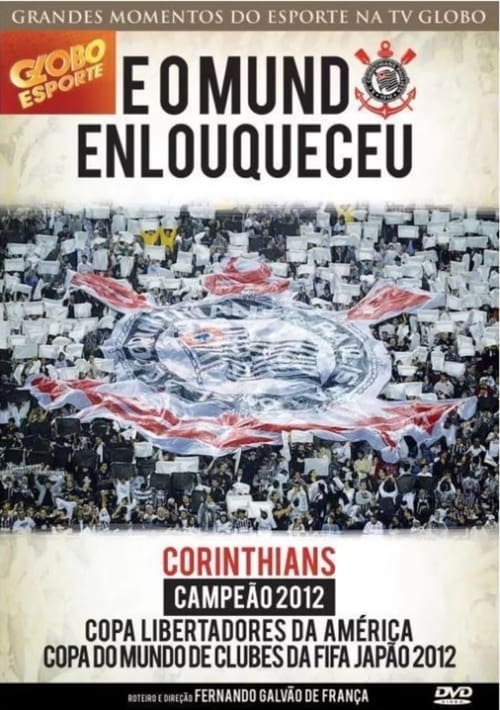 GRANDES MOMENTOS DO ESPORTE NA TV GLOBO
GLOBO
ESPORTE
E O MUNDO
ENLOUQUECEU
CORINTHIANS
CAMPEÃO 2012
COPA LIBERTADORES DA AMÉRICA
COPA DO MUNDO DE CLUBES DA FIFA JAPÃO 2012
ROTEIRO E DIREÇÃO FERNANDO GALVÃO DE FRANÇA
DVD